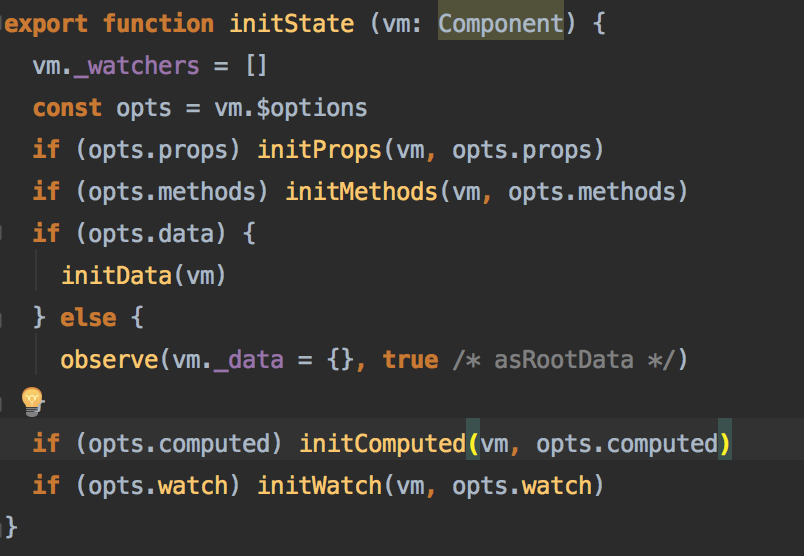 export function initState (vm: Component) {
  vm._watchers = []
  const opts = vm.$options
  if (opts.props) initProps(vm, opts.props)
  if (opts.methods) initMethods(vm, opts.methods)
  if (opts.data) {
    initData(vm)
  } else {
    observe(vm._data = {}, true /* asRootData */)
  }
  if (opts.computed) initComputed(vm, opts.computed)
  if (opts.watch) initWatch(vm, opts.watch)
}